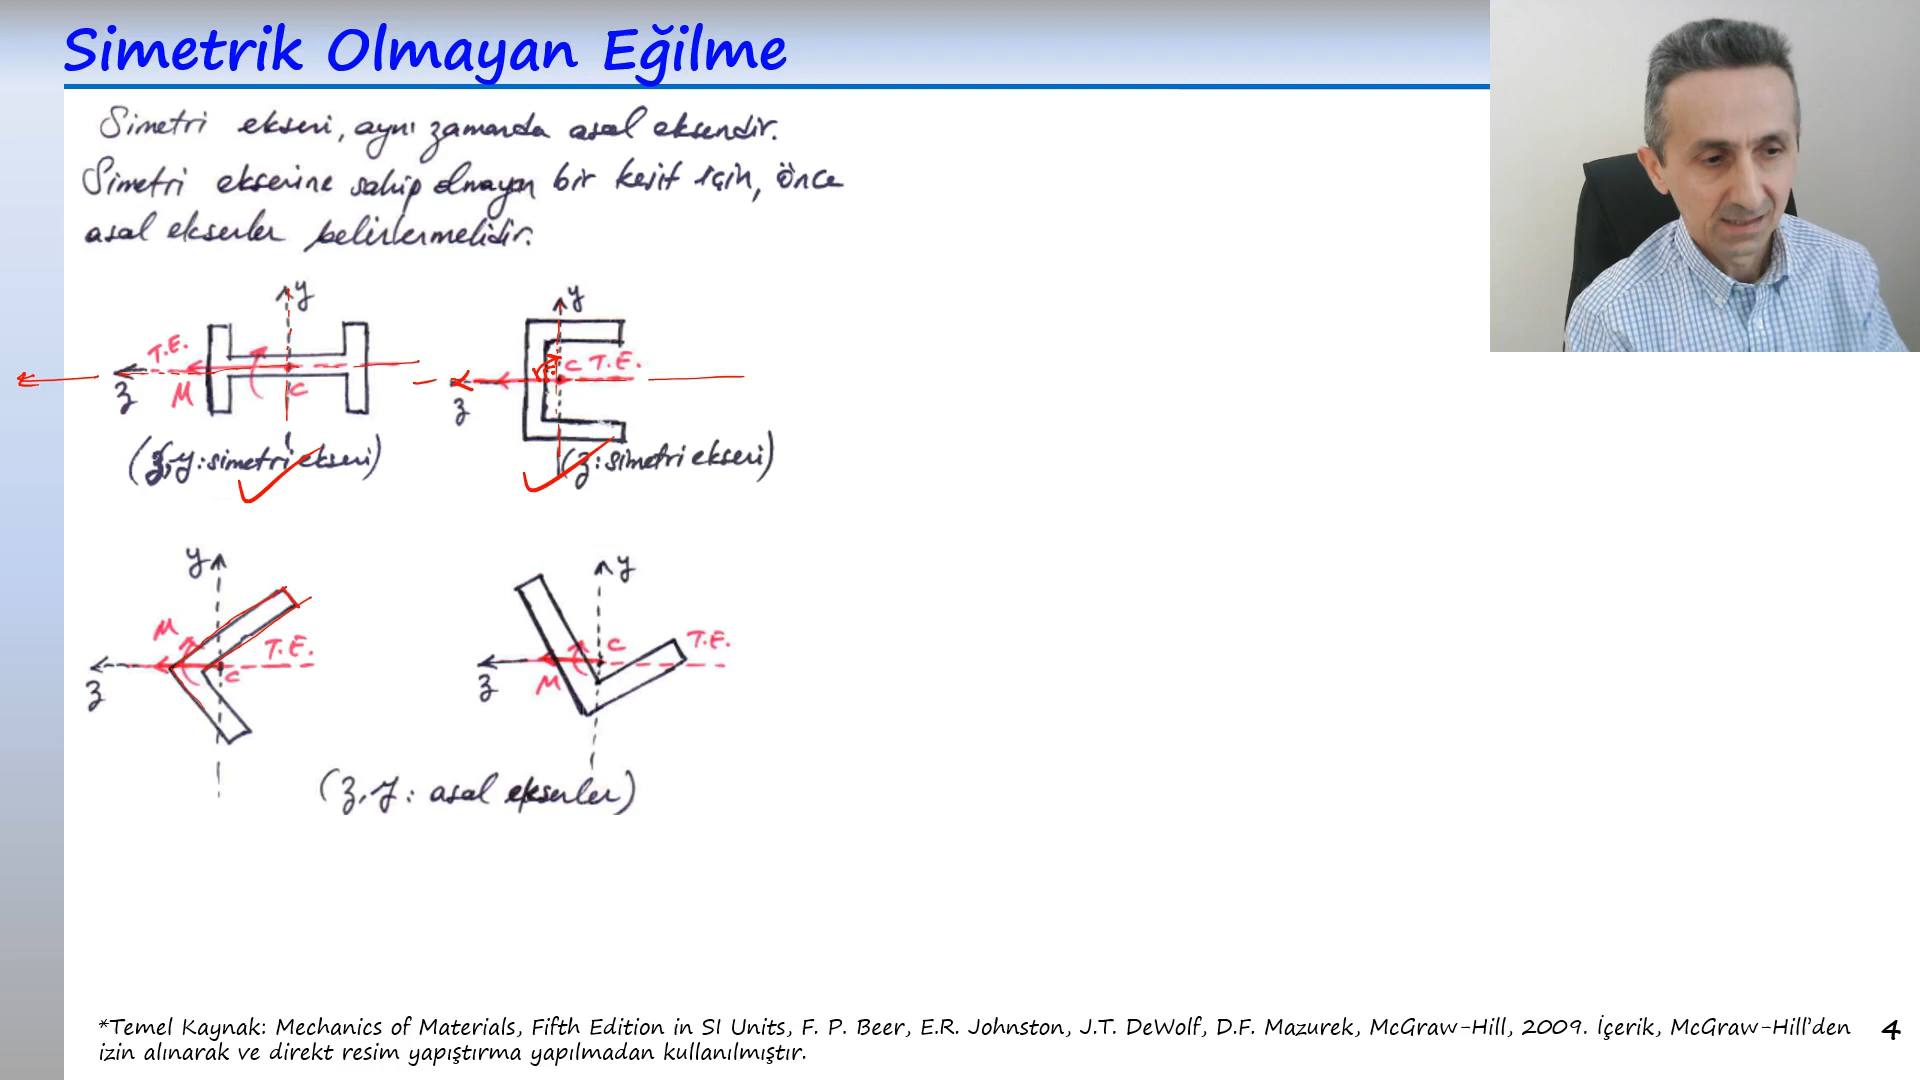 Simetrik Olmayan Eğilme
Simetri ekseni, aynı zamanda asal eksendir.
Simetri eksenine sahip olmayan bir kesit için, önce
asal eksenler belirlenmelidir.
y
T.E.
M
z
C
(z,y: simetri ekseni)
y
C T.E.
M
z
(z: simetri ekseni)
y
M
T.E.
C
z
y
C
T.E.
M
z
(z,y: asal eksenler)
*Temel Kaynak: Mechanics of Materials, Fifth Edition in SI Units, F. P. Beer, E.R. Johnston, J.T. DeWolf, D.F. Mazurek, McGraw-Hill, 2009. İçerik, McGraw-Hill'den
izin alınarak ve direkt resim yapıştırma yapılmadan kullanılmıştır.
4